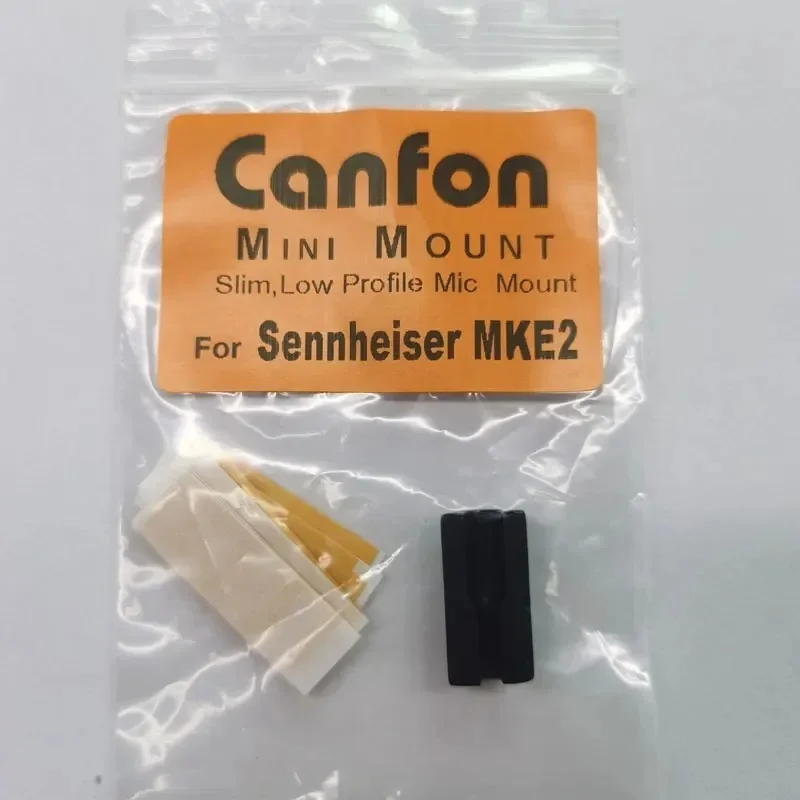 Canfon
MINI MOUNT
Slim,Low Profile Mic Mount
For Sennheiser MKE2